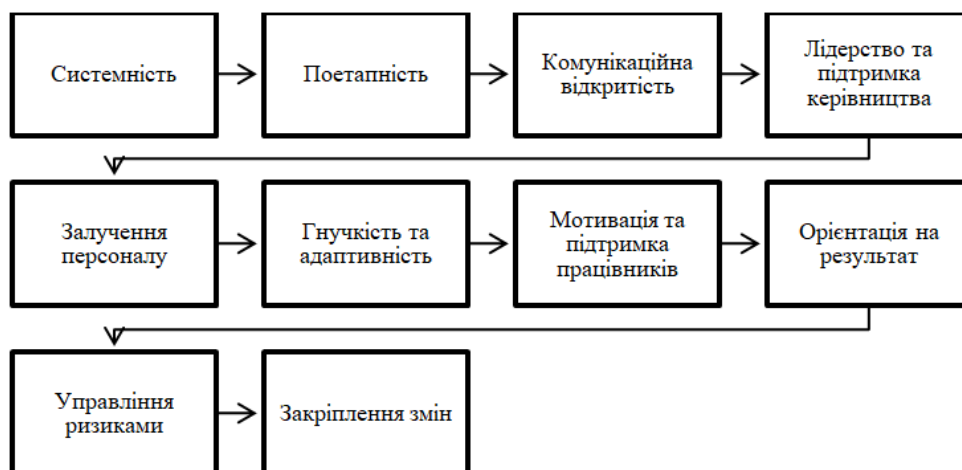 Системність
Поетапність
Комунікаційна
відкритість
Лідерство та
підтримка
керівництва
Залучення
персоналу
Гнучкість та
адаптивність
Мотивація та
підтримка
працівників
Орієнтація на
результат
Управління
ризиками
Закріплення змін